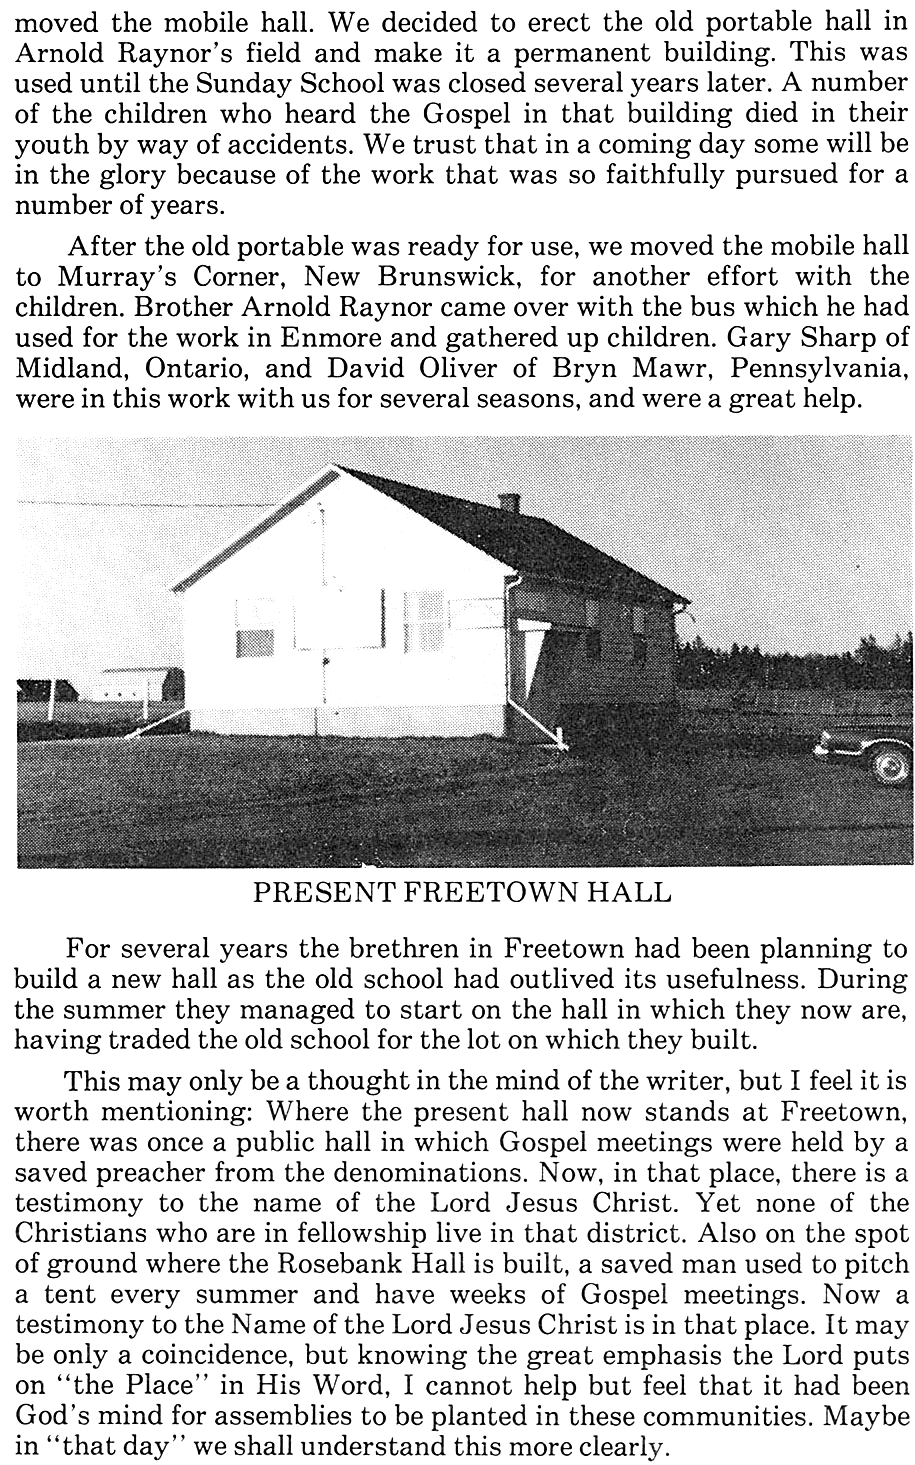 moved the mobile hall. We decided to erect the old portable hall in
Arnold Raynor's field and make it a permanent building. This was
used until the Sunday School was closed several years later. A number
of the children who heard the Gospel in that building died in their
youth by way of accidents. We trust that in a coming day some will be
in the glory because of the work that was so faithfully pursued for a
number of years.
After the old portable was ready for use, we moved the mobile hall
to Murray's Corner, New Brunswick, for another effort with the
children. Brother Arnold Raynor came over with the bus which he had
used for the work in Enmore and gathered up children. Gary Sharp of
Midland, Ontario, and David Oliver of Bryn Mawr, Pennsylvania,
were in this work with us for several seasons, and were a great help.
PRESENT FREETOWN HALL
For several years the brethren in Freetown had been planning to
build a new hall as the old school had outlived its usefulness. During
the summer they managed to start on the hall in which they now are,
having traded the old school for the lot on which they built.
This may only be a thought in the mind of the writer, but I feel it is
worth mentioning: Where the present hall now stands at Freetown,
there was once a public hall in which Gospel meetings were held by a
saved preacher from the denominations. Now, in that place, there is a
testimony to the name of the Lord Jesus Christ. Yet none of the
Christians who are in fellowship live in that district. Also on the spot
of ground where the Rosebank Hall is built, a saved man used to pitch
a tent every summer and have weeks of Gospel meetings. Now a
testimony to the Name of the Lord Jesus Christ is in that place. It may
be only a coincidence, but knowing the great emphasis the Lord puts
on "the Place" in His Word, I cannot help but feel that it had been
God's mind for assemblies to be planted in these communities. Maybe
in "that day" we shall understand this more clearly.